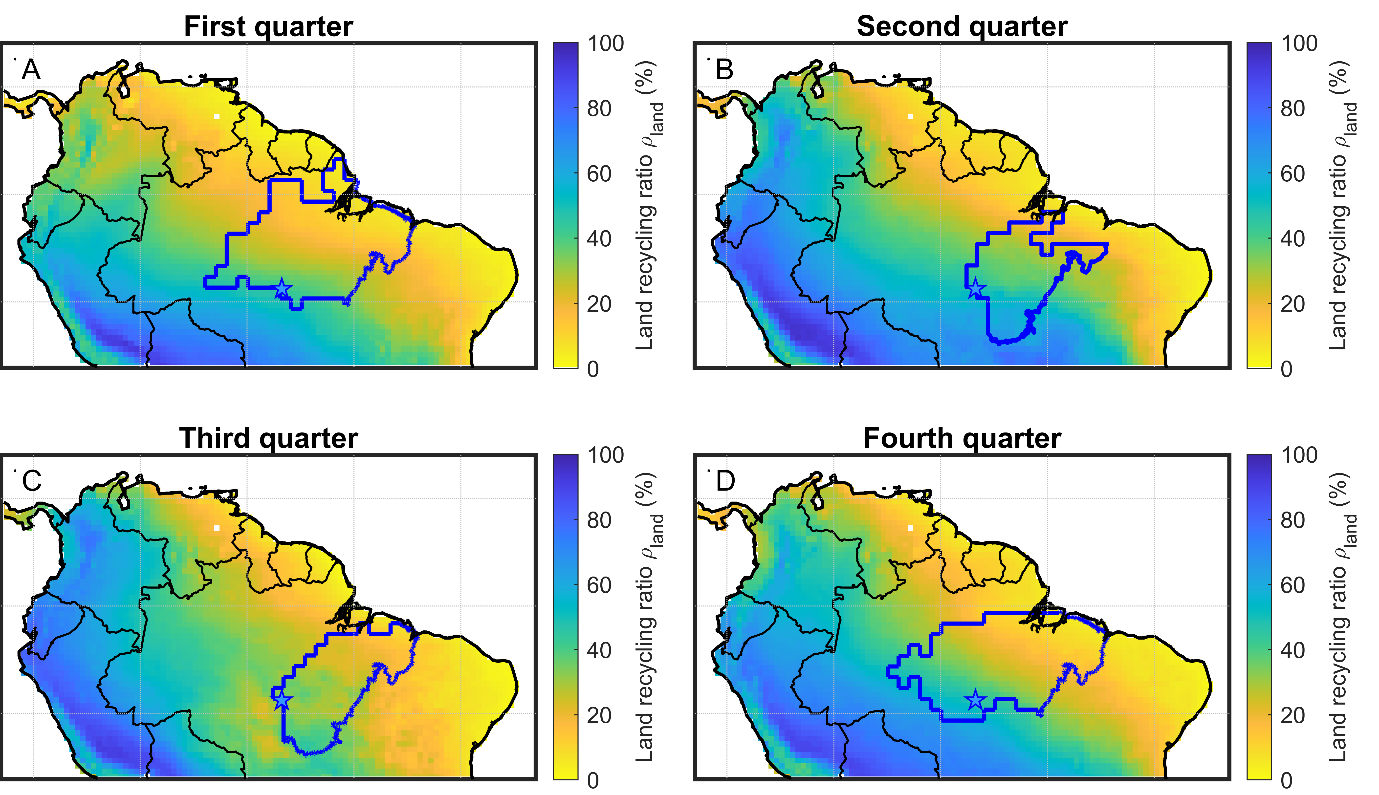 First quarter
A
100
80
60
40
20
0
Land recycling ratio ρland (%)
Second quarter
B
100
80
60
40
20
0
Land recycling ratio ρland (%)
Third quarter
C
100
80
60
40
20
0
Land recycling ratio ρland (%)
Fourth quarter
D
100
80
60
40
20
0
Land recycling ratio ρland (%)